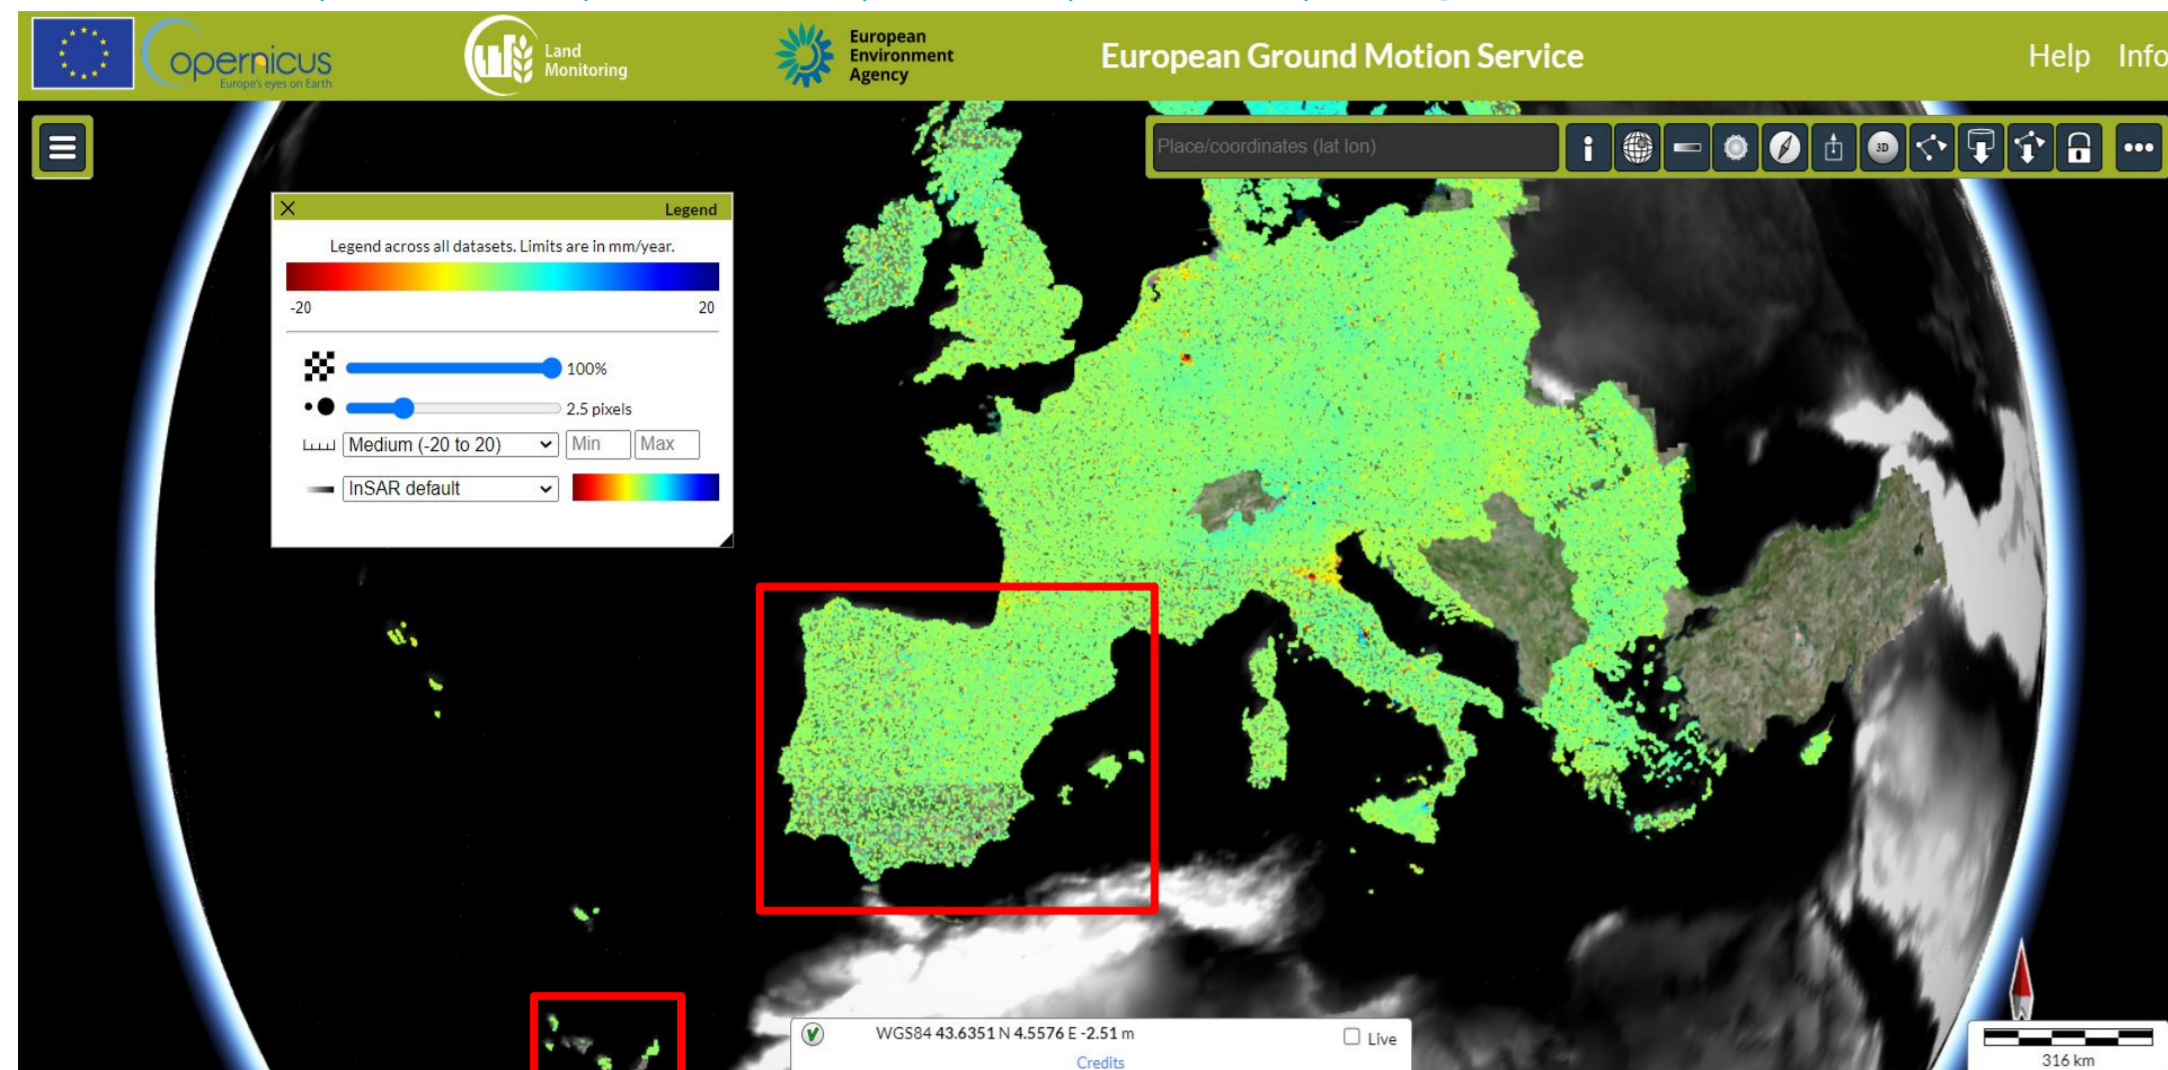 Copernicus
Europe's eyes on Earth
Land
Monitoring
European
Environment
Agency
European Ground Motion Service
Help Info
Place/coordinates (lat lon)
3D
Legend
Legend across all datasets. Limits are in mm/year.
-20 20
100%
2.5 pixels
Medium (-20 to 20) Min Max
InSAR default
WGS84 43.6351 N 4.5576 E -2.51 m
Live
Credits
316 km